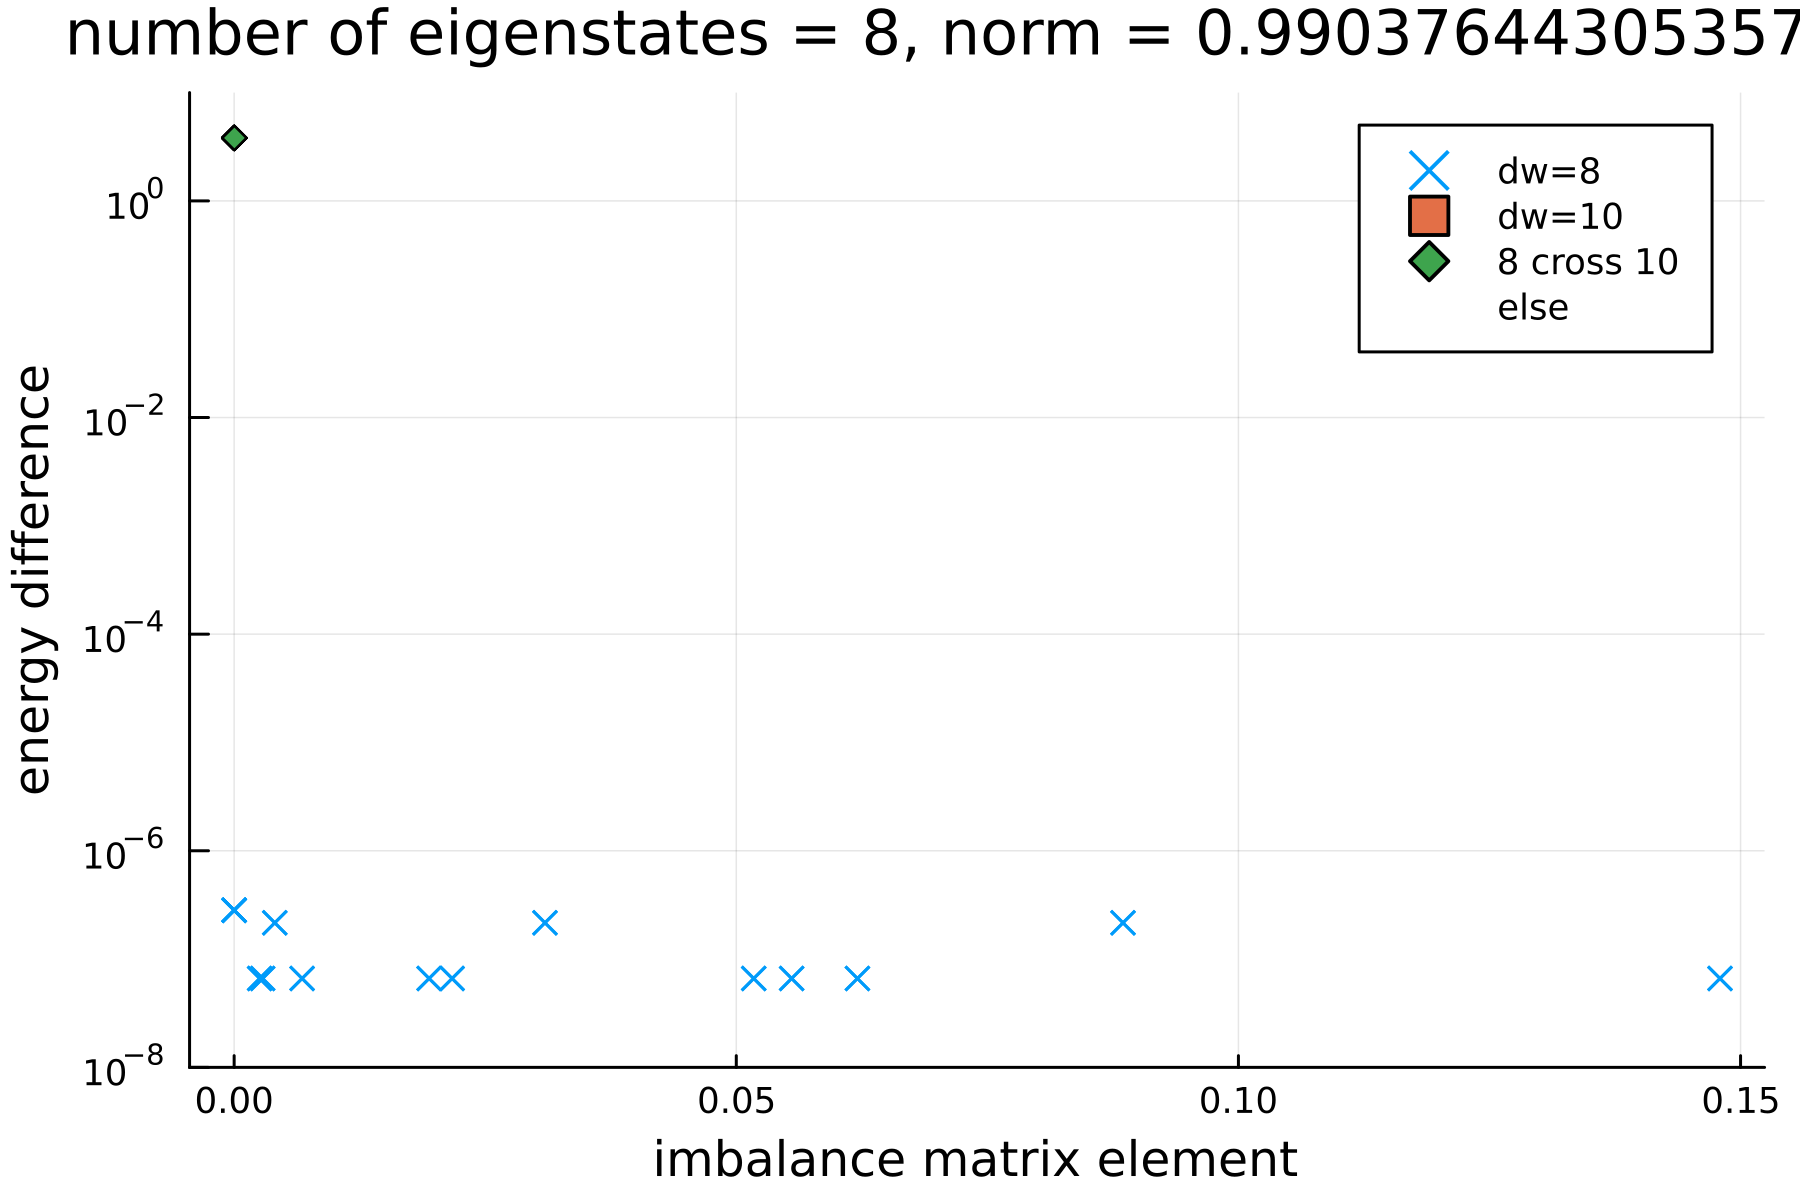 number of eigenstates = 8, norm = 0.99037644305357
dw=8
dw=10
8 cross 10
else
energy difference
10^0
10^−2
10^−4
10^−6
10^−8
0.00 0.05 0.10 0.15
imbalance matrix element